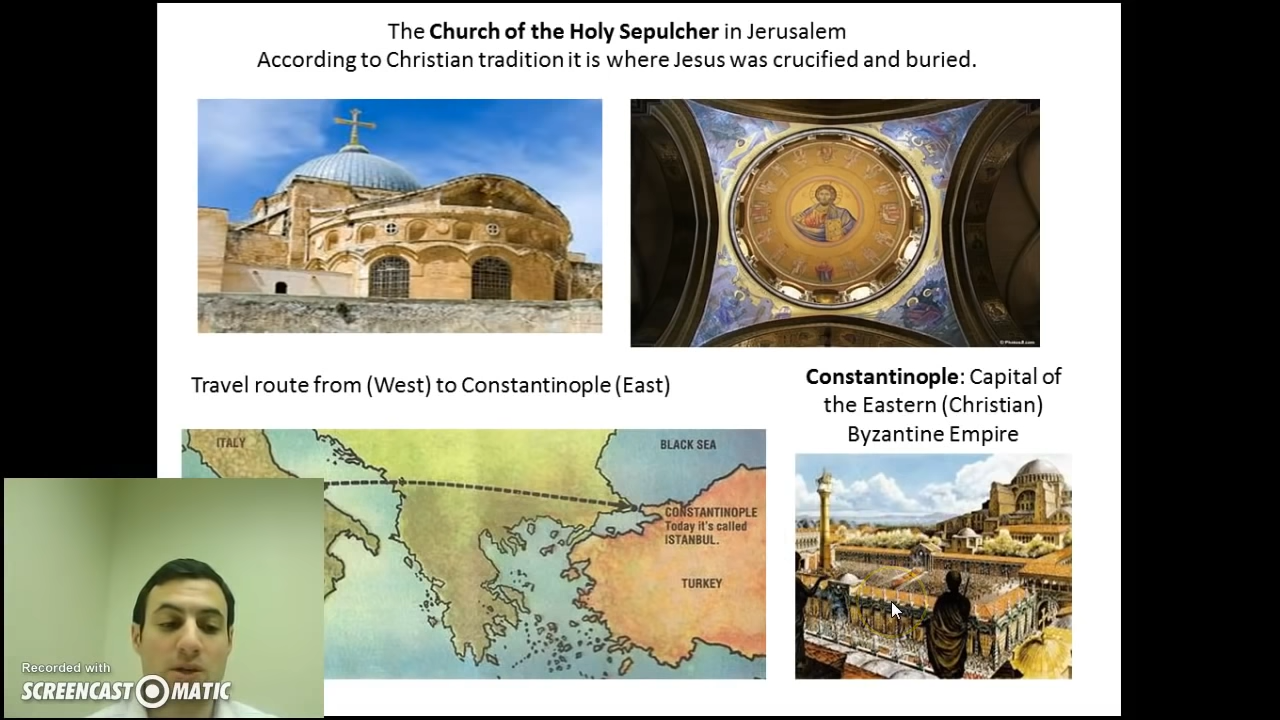 The Church of the Holy Sepulcher in Jerusalem
According to Christian tradition it is where Jesus was crucified and buried.
Travel route from (West) to Constantinople (East)
Constantinople: Capital of
the Eastern (Christian)
Byzantine Empire
ITALY
BLACK SEA
CONSTANTINOPLE
Today it's called
ISTANBUL.
TURKEY
Recorded with
SCREENCAST MATIC